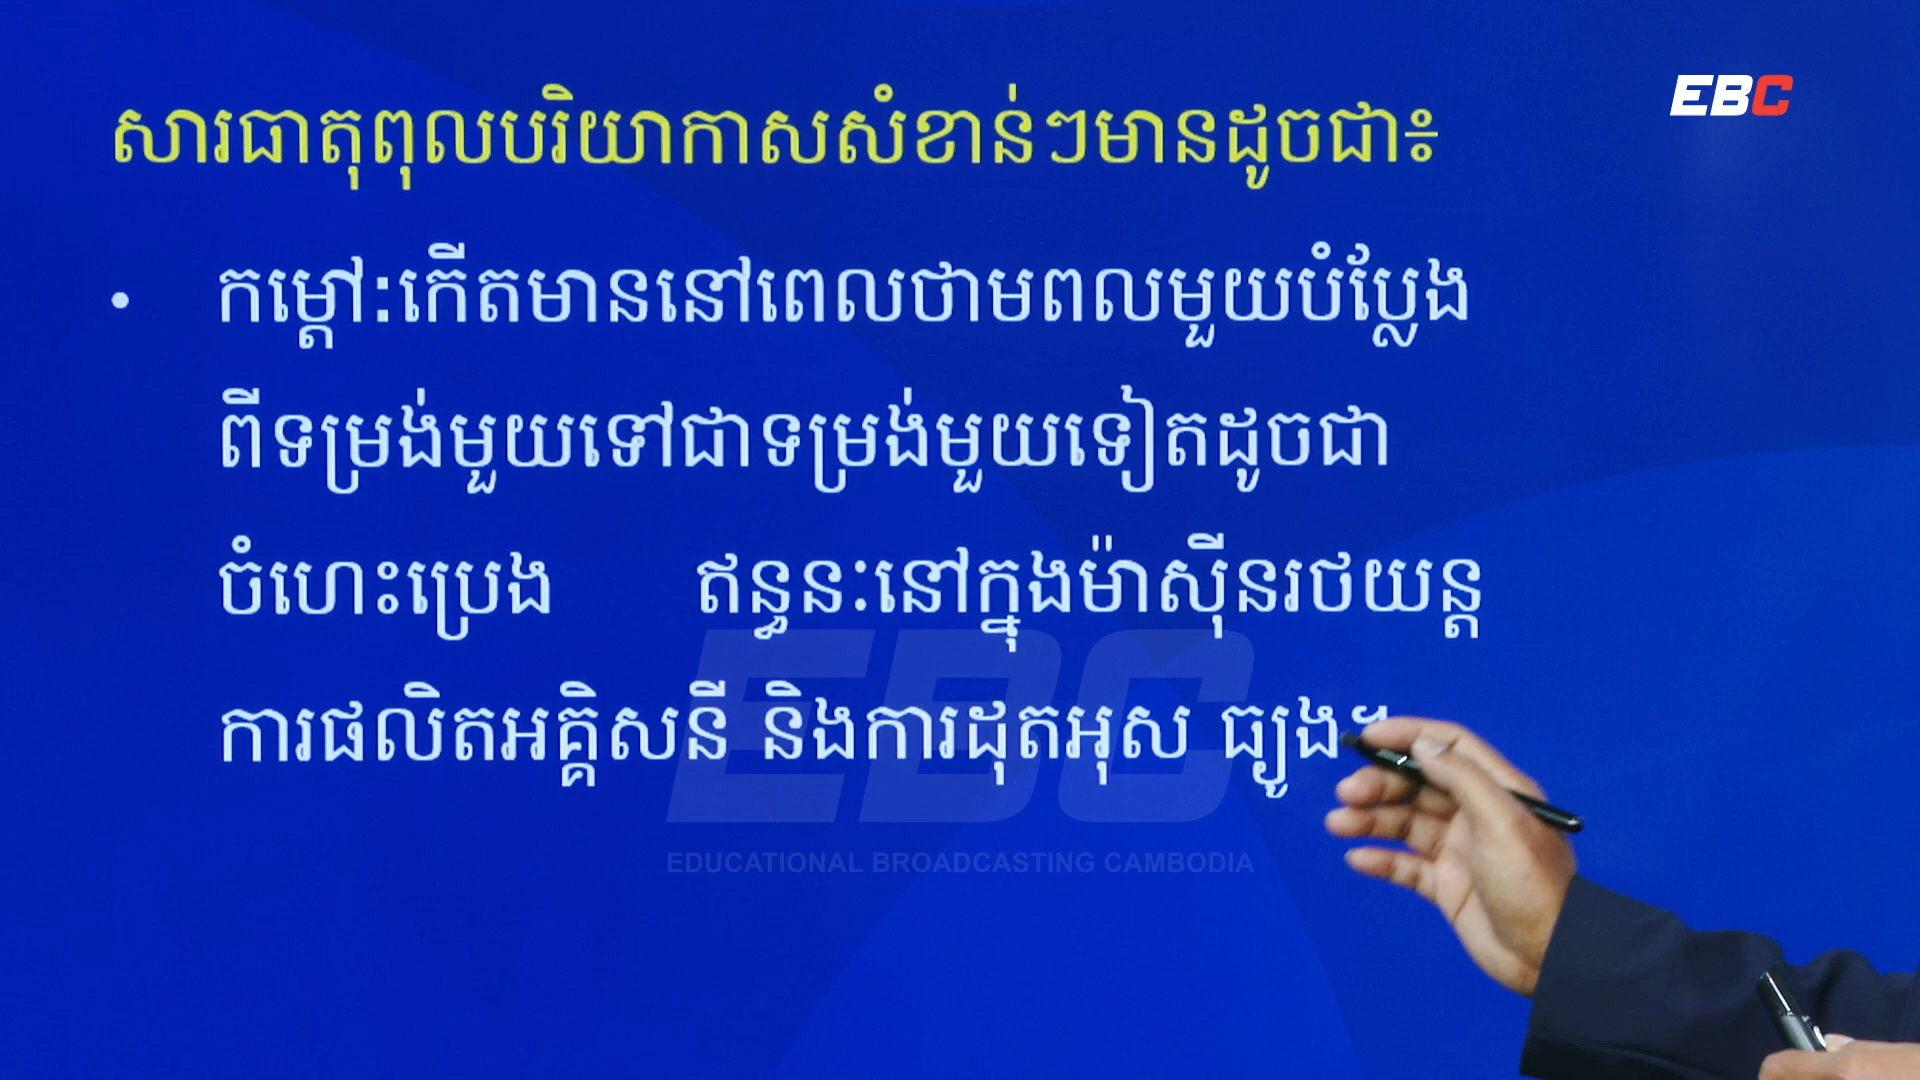 EBC
សារធាតុពុលបរិយាកាសសំខាន់ៗមានដូចជា៖
• កម្ដៅ:កើតមាននៅពេលថាមពលមួយបំប្លែង
ពីទម្រង់មួយទៅជាទម្រង់មួយទៀតដូចជា
ចំហេះប្រេង ឥន្ធន:នៅក្នុងម៉ាស៊ីនរថយន្ត
ការផលិតអគ្គិសនី និងការដុតអុស ធ្យូង។
EBC
EDUCATIONAL BROADCASTING CAMBODIA